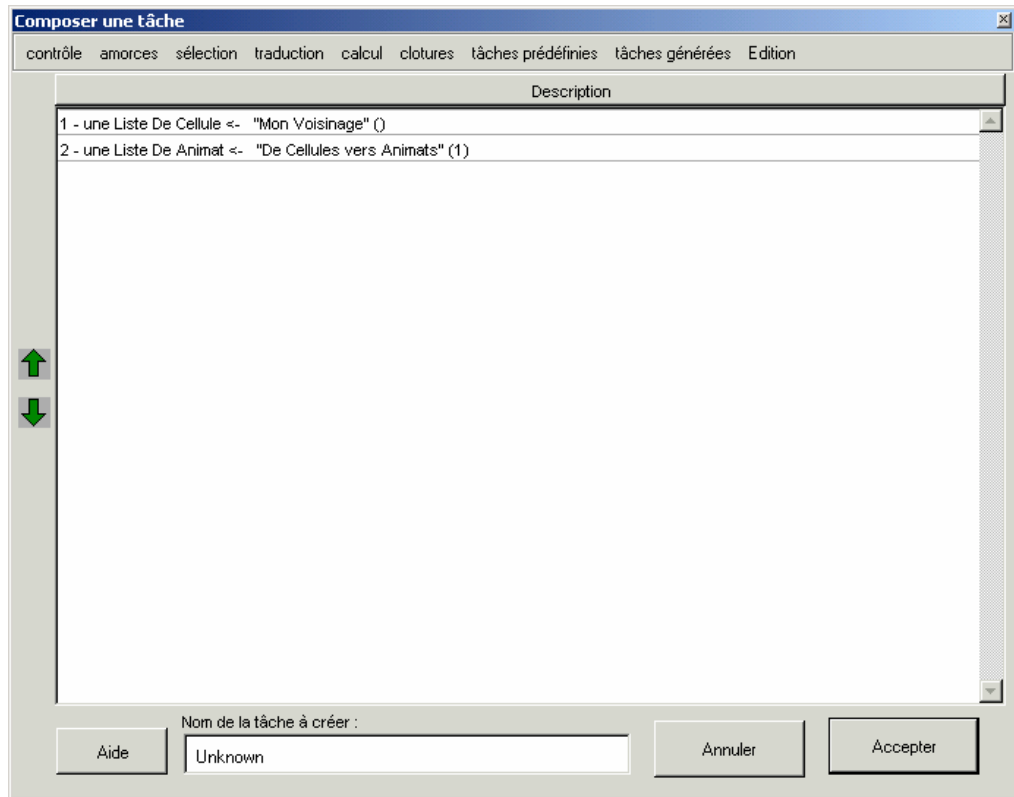 Composer une tâche
contrôle amorces sélection traduction calcul clotures tâches prédéfinies tâches générées Edition
Description
1 - une Liste De Cellule <- "Mon Voisinage" ()
2 - une Liste De Animat <- "De Cellules vers Animats" (1)
Nom de la tâche à créer :
Aide Unknown Annuler Accepter